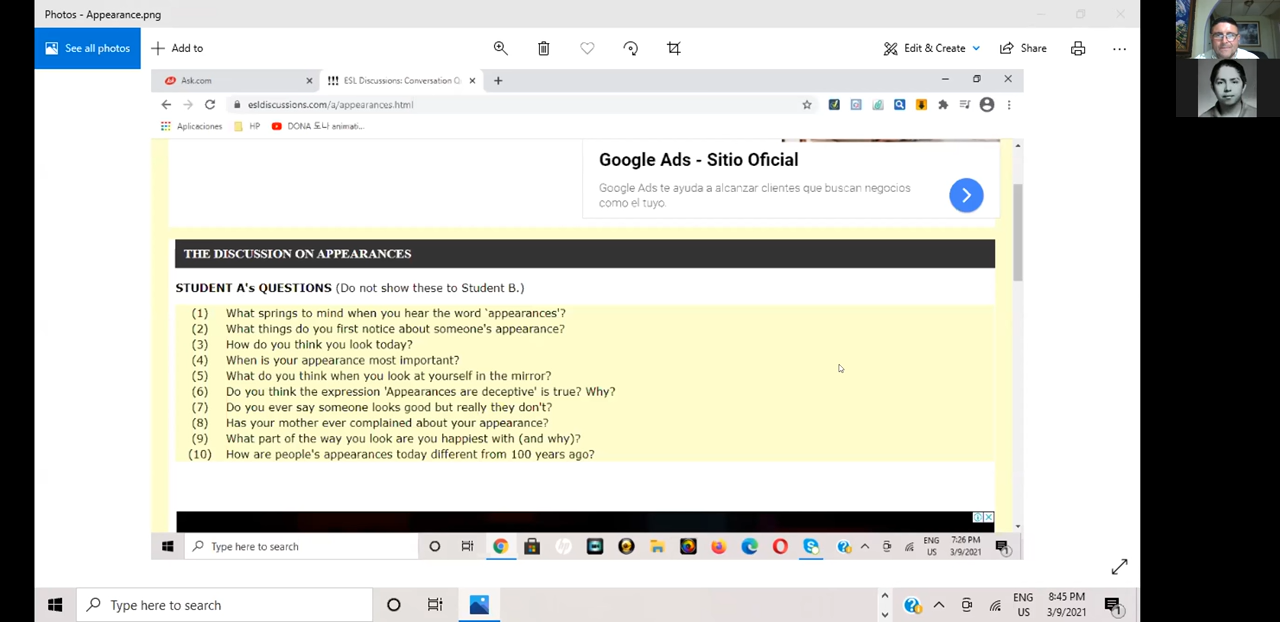 Photos - Appearance.png
See all photos
Add to
Edit & Create
Share
Ask.com
ESL Discussions: Conversation Q
esldiscussions.com/a/appearances.html
Aplicaciones
HP
DONA 도나 animati...
Google Ads - Sitio Oficial
Google Ads te ayuda a alcanzar clientes que buscan negocios
como el tuyo.
THE DISCUSSION ON APPEARANCES
STUDENT A's QUESTIONS (Do not show these to Student B.)
(1) What springs to mind when you hear the word 'appearances'?
(2) What things do you first notice about someone's appearance?
(3) How do you think you look today?
(4) When is your appearance most important?
(5) What do you think when you look at yourself in the mirror?
(6) Do you think the expression 'Appearances are deceptive' is true? Why?
(7) Do you ever say someone looks good but really they don't?
(8) Has your mother ever complained about your appearance?
(9) What part of the way you look are you happiest with (and why)?
(10) How are people's appearances today different from 100 years ago?
Type here to search
ENG
US
7:26 PM
3/9/2021
Type here to search
ENG
US
8:45 PM
3/9/2021